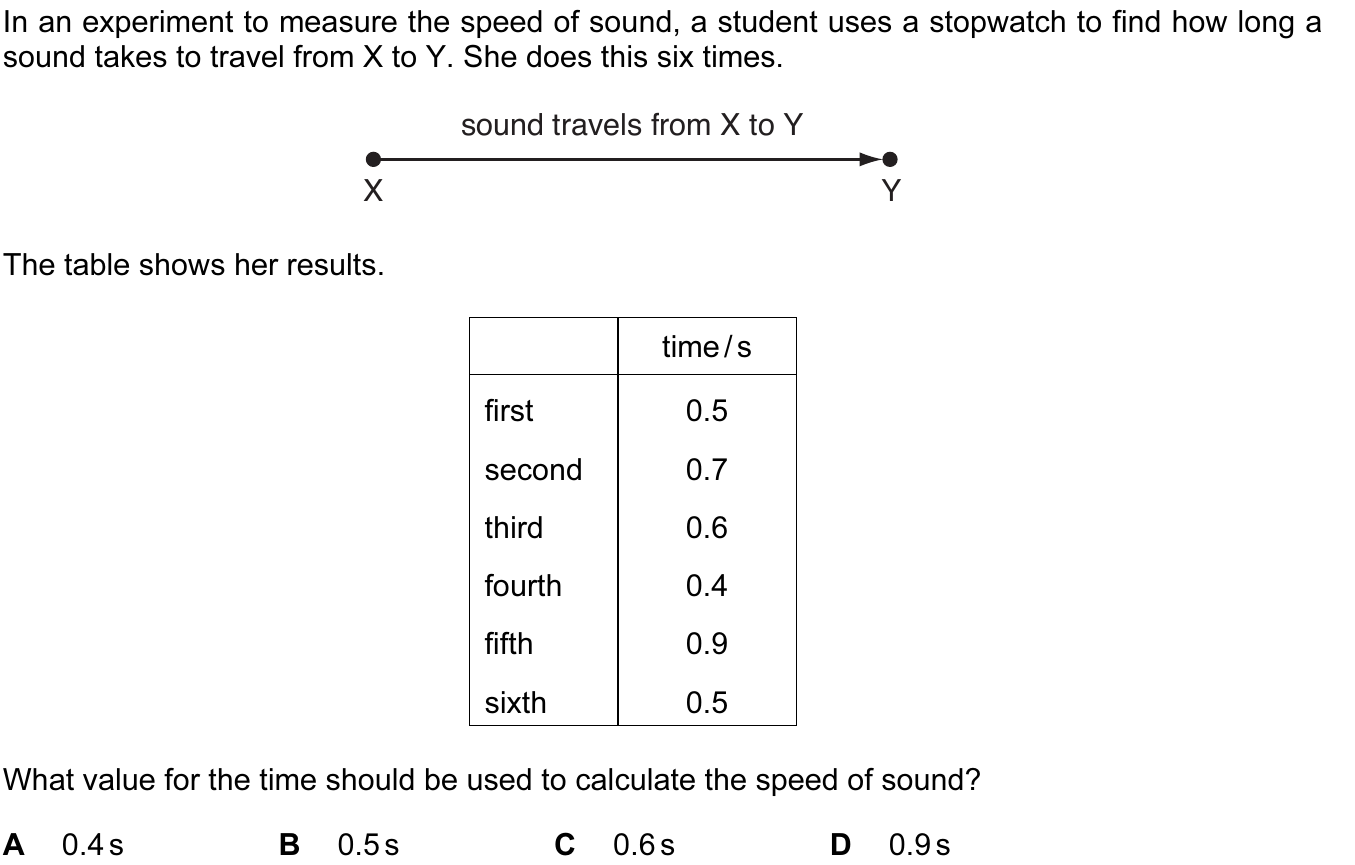 In an experiment to measure the speed of sound, a student uses a stopwatch to find how long a
sound takes to travel from X to Y. She does this six times.
sound travels from X to Y
X Y
The table shows her results.
time / s
first 0.5
second 0.7
third 0.6
fourth 0.4
fifth 0.9
sixth 0.5
What value for the time should be used to calculate the speed of sound?
A 0.4 s B 0.5 s C 0.6 s D 0.9 s